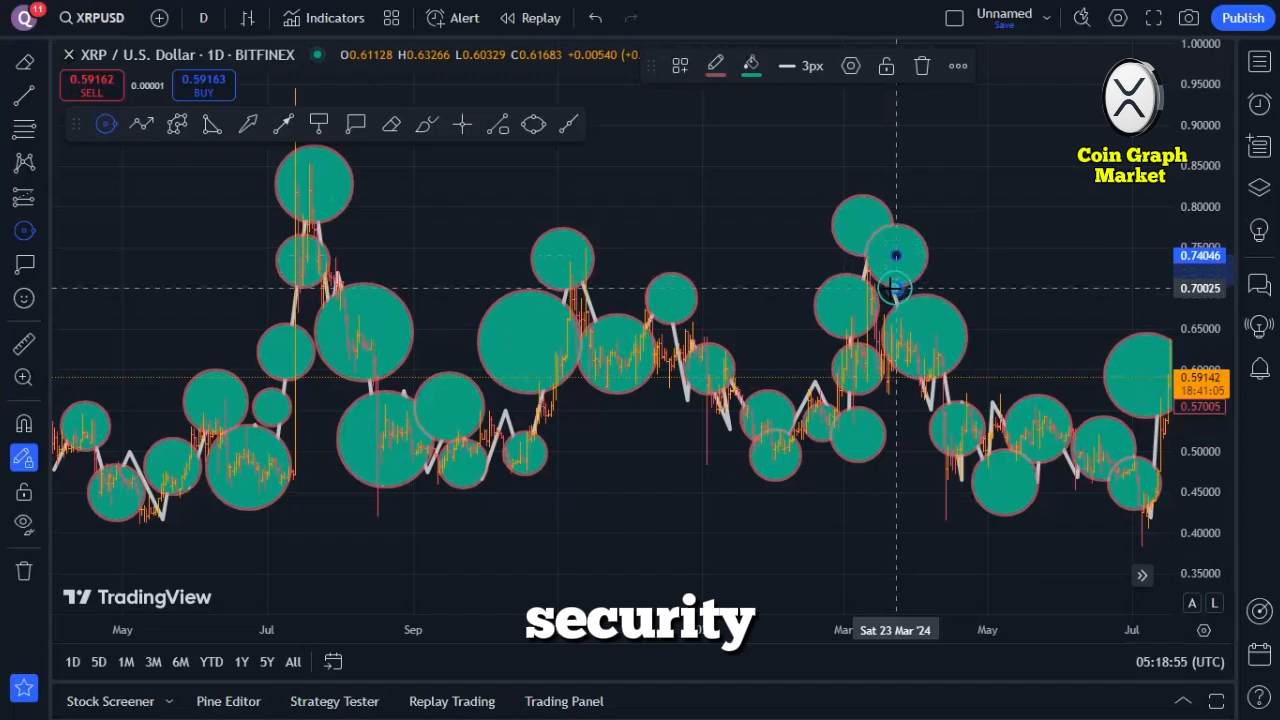 Q 11 XRPUSD D Indicators Alert Replay Unnamed Save Publish
XRP / U.S. Dollar · 1D · BITFINEX O0.61128 H0.63266 L0.60329 C0.61683 +0.00540 (+0.
3px
0.59162 SELL 0.00001 0.59163 BUY
Coin Graph
Market
1.00000
0.95000
0.90000
0.85000
0.80000
0.74046
0.70025
0.65000
0.59142
18:41:05
0.57005
0.50000
0.45000
0.40000
0.35000
TradingView
A L
security
May Jul Sep Mar Sat 23 Mar '24 May Jul
1D 5D 1M 3M 6M YTD 1Y 5Y All 05:18:55 (UTC)
Stock Screener Pine Editor Strategy Tester Replay Trading Trading Panel